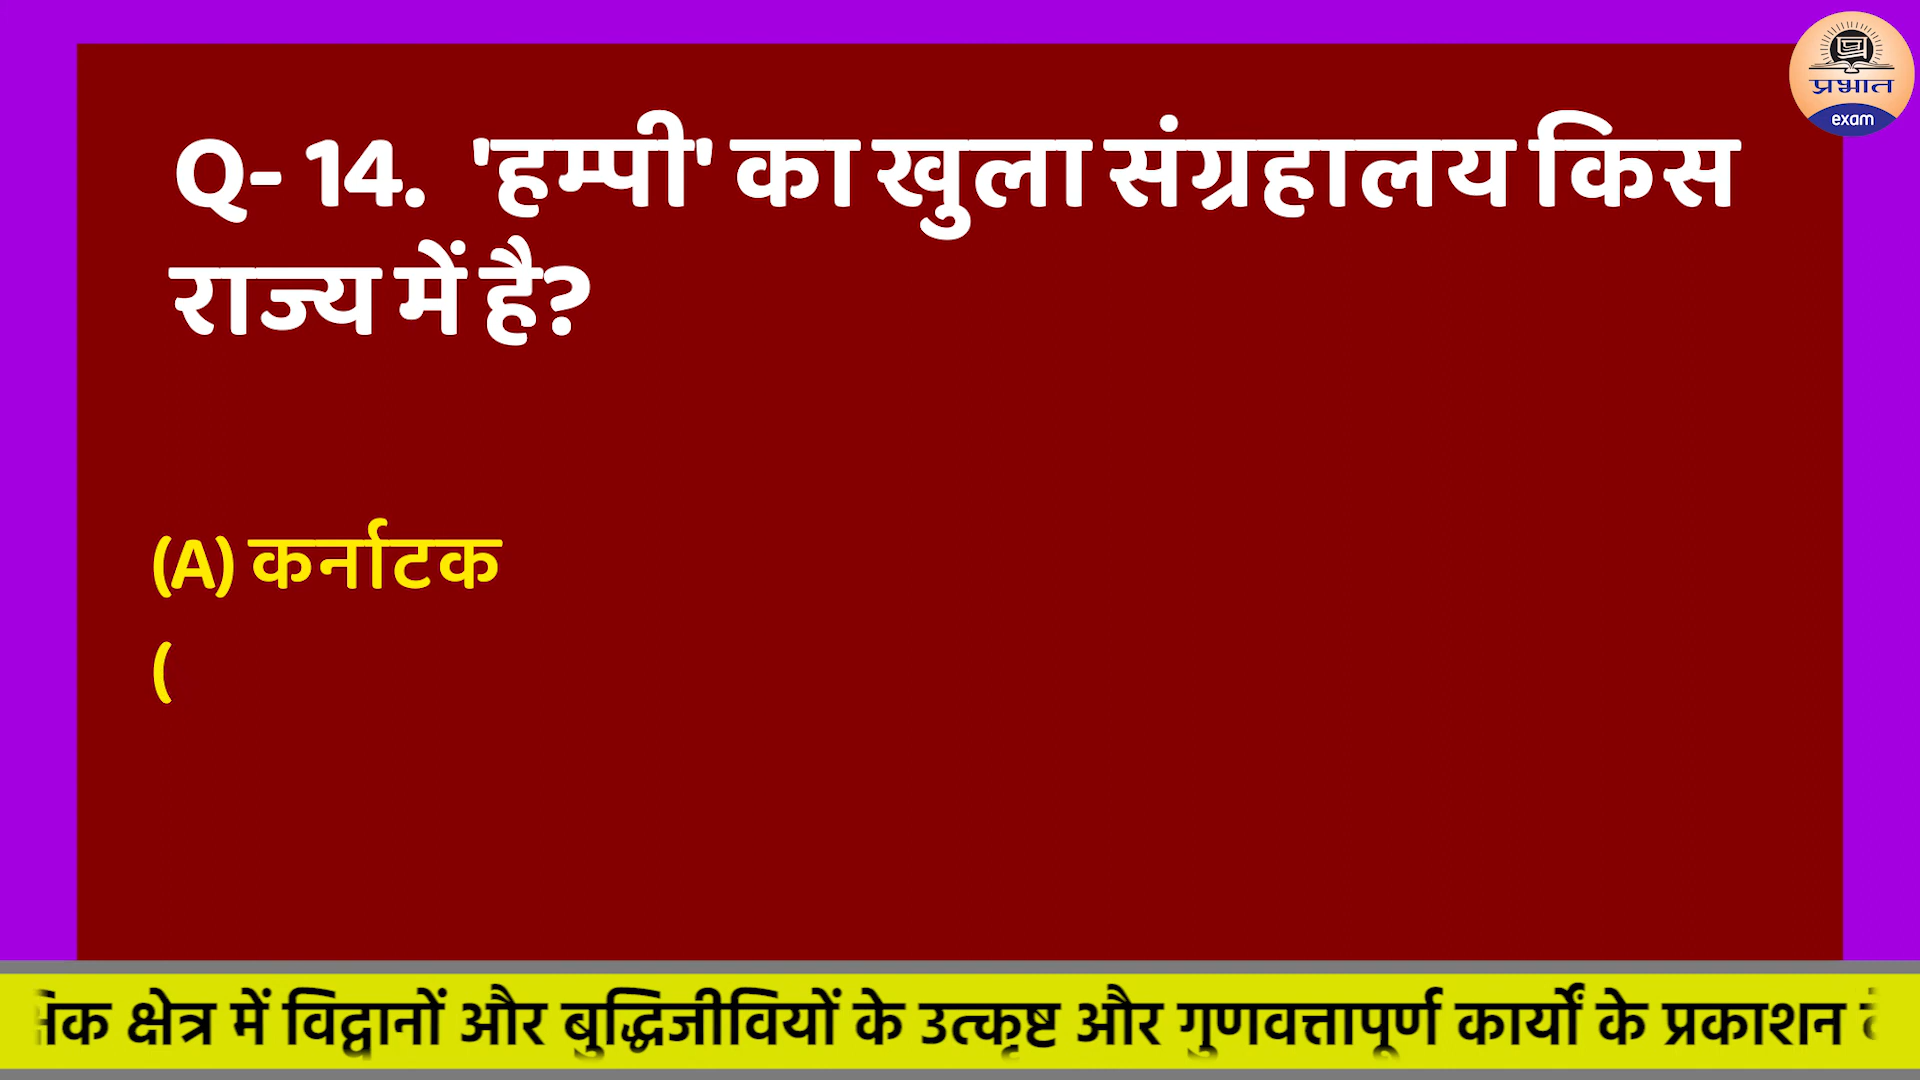 प्रभात
exam
Q- 14. 'हम्पी' का खुला संग्रहालय किस
राज्य में है?
(A) कर्नाटक
(
क्षेत्र में विद्वानों और बुद्धिजीवियों के उत्कृष्ट और गुणवत्तापूर्ण कार्यों के प्रकाशन